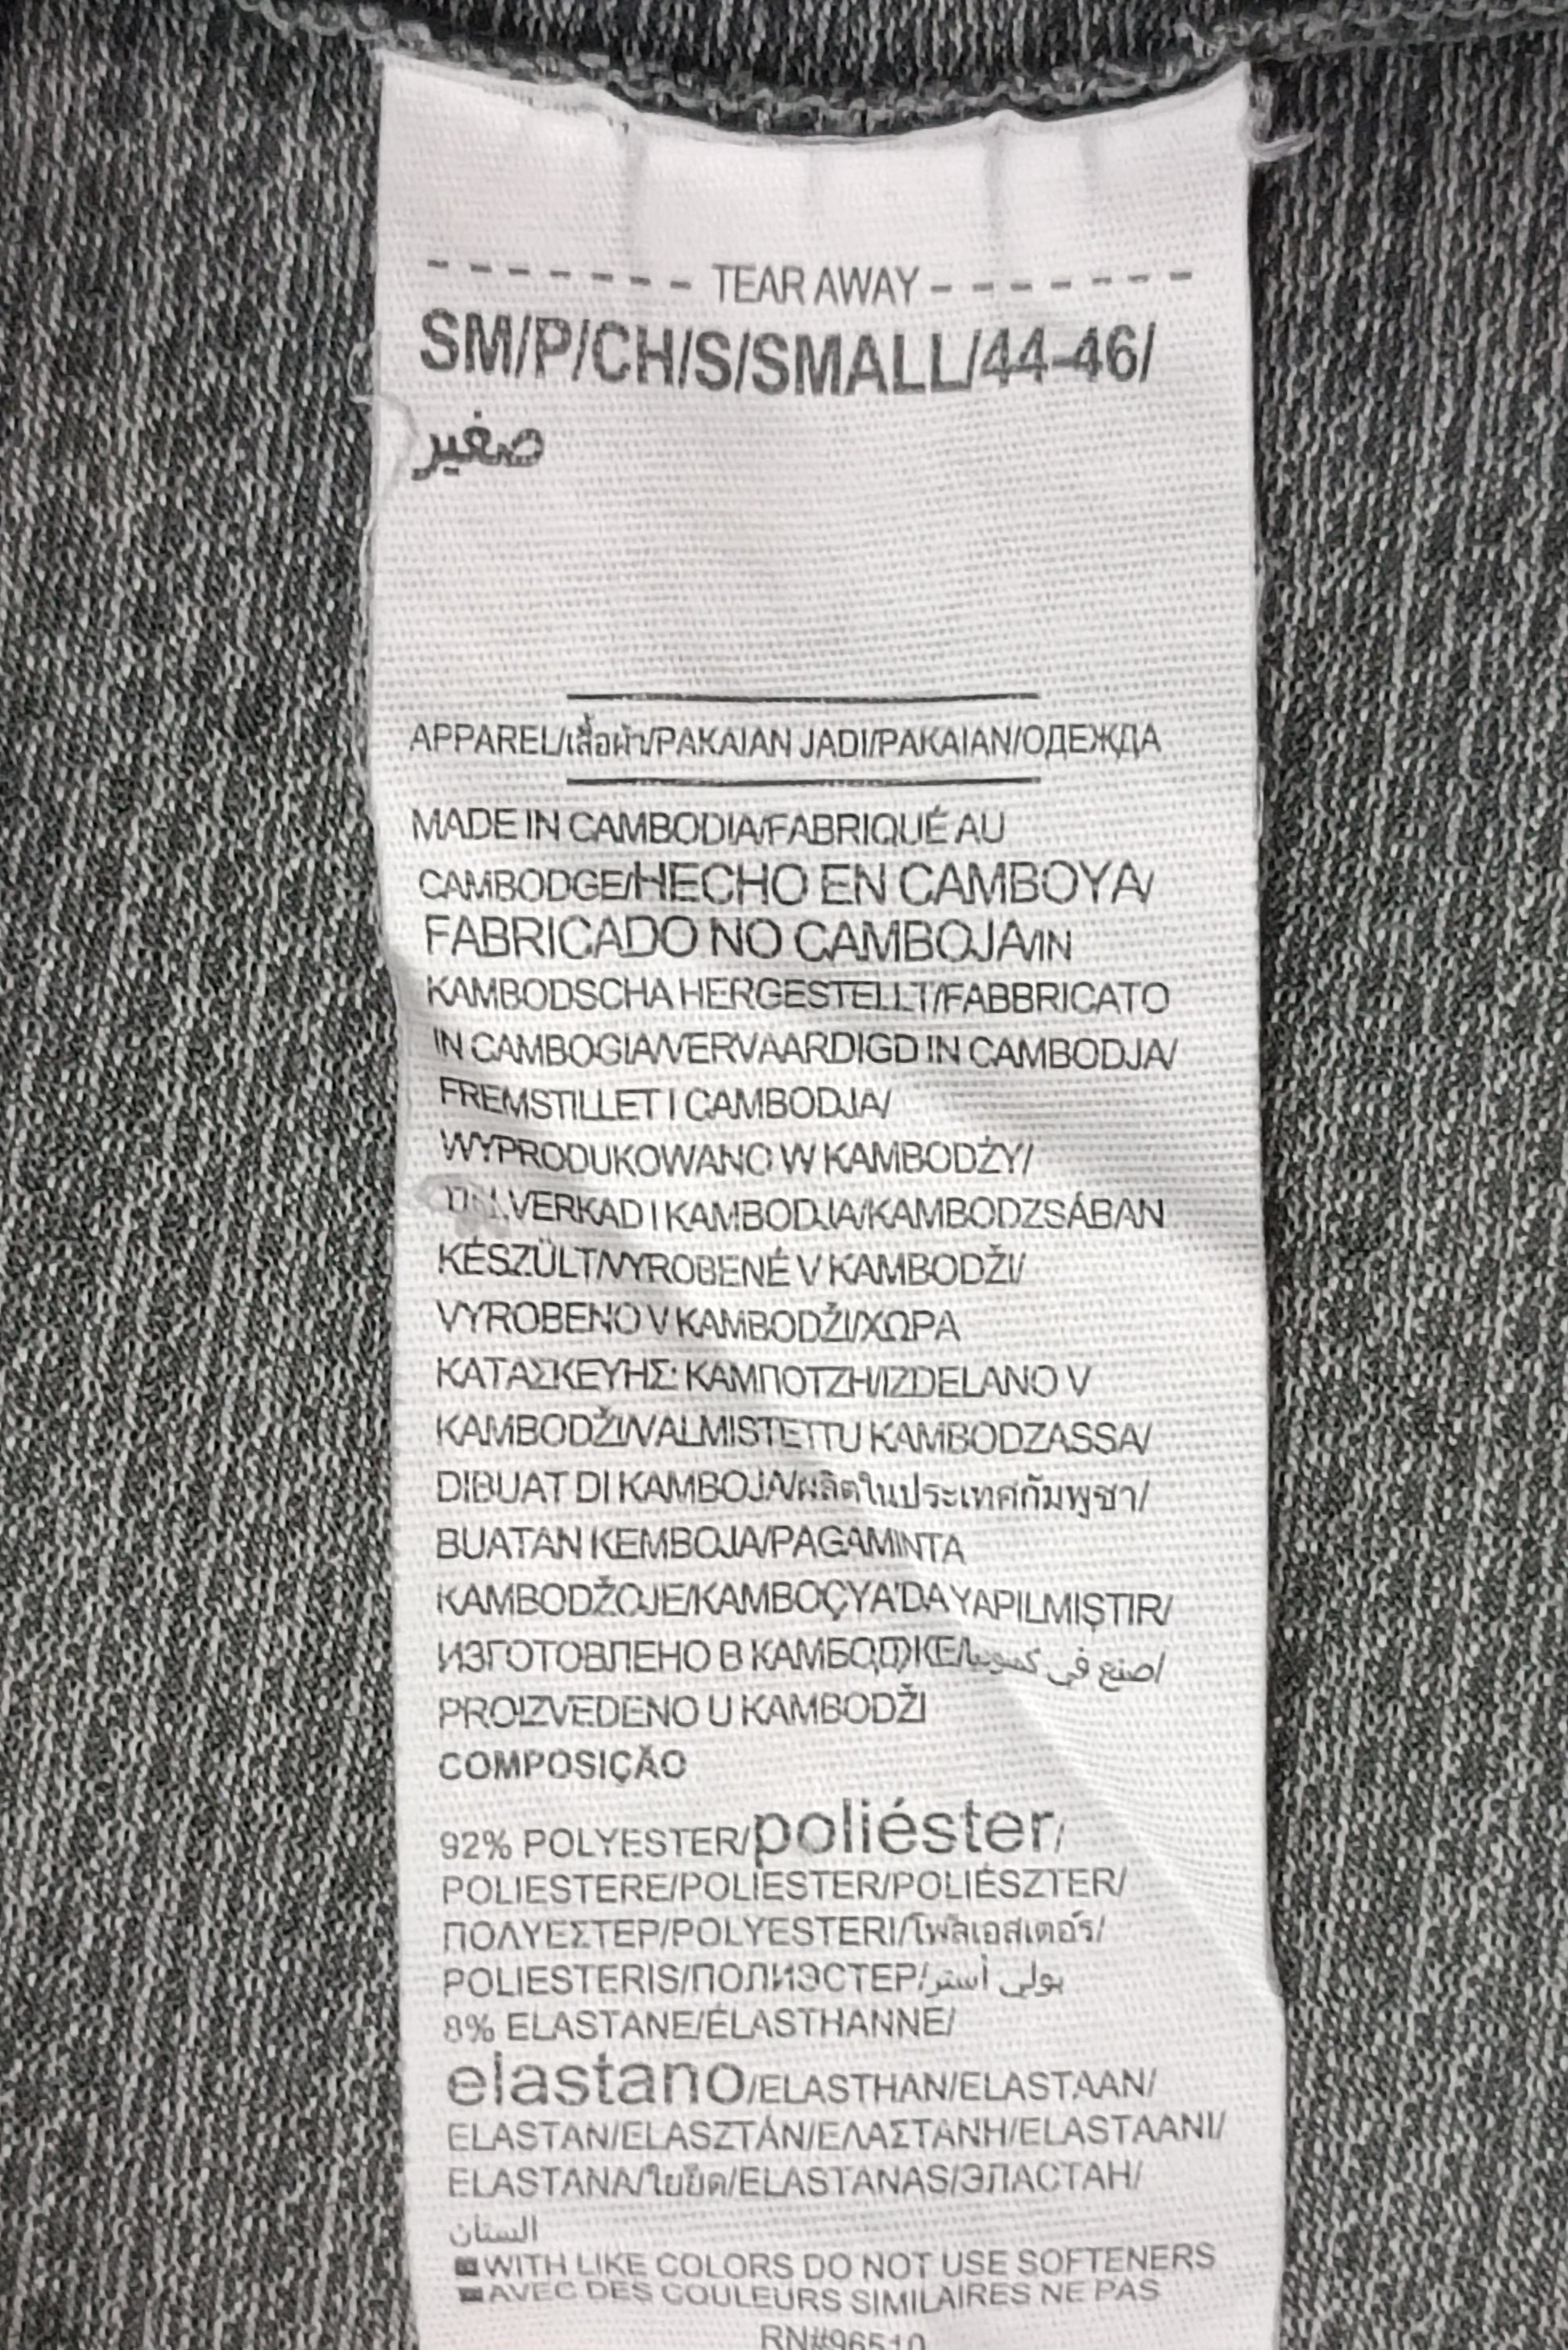 - - - - - - - TEAR AWAY - - - - - - -
SM/P/CH/S/SMALL/44-46/
صغير
APPAREL/เสื้อผ้า/PAKAIAN JADI/PAKAIAN/ОДЕЖДА
MADE IN CAMBODIA/FABRIQUÉ AU
CAMBODGE/HECHO EN CAMBOYA/
FABRICADO NO CAMBOJA/IN
KAMBODSCHA HERGESTELLT/FABBRICATO
IN CAMBOGIA/VERVAARDIGD IN CAMBODJA/
FREMSTILLET I CAMBODJA/
WYPRODUKOWANO W KAMBODŻY/
I KAMBODJA/KAMBODZSÁBAN
KÉSZÜLT/VYROBENÉ V KAMBODŽI/
VYROBENO V KAMBODŽI/ΧΩΡΑ
ΚΑΤΑΣΚΕΥΗΣ: ΚΑΜΠΟΤΖΗ/IZDELANO V
KAMBODŽI/VALMISTETTU KAMBODZASSA/
DIBUAT DI KAMBOJA/ผลิตในประเทศกัมพูชา/
BUATAN KEMBOJA/PAGAMINTA
KAMBODŽOJE/KAMBOÇYA'DA YAPILMIŞTIR/
ИЗГОТОВЛЕНО В КАМБОДЖЕ/صنع في كمبوديا/
PROIZVEDENO U KAMBODŽI
COMPOSIÇÃO
92% POLYESTER/poliéster/
POLIESTERE/POLIESTER/POLIÉSZTER/
ΠΟΛΥΕΣΤΕΡ/POLYESTERI/โพลีเอสเตอร์/
POLIESTERIS/ПОЛИЭСТЕР/بولي أستر
8% ELASTANE/ÉLASTHANNE/
elastano/ELASTHAN/ELASTAAN/
ELASTAN/ELASZTÁN/ΕΛΑΣΤΑΝΗ/ELASTAANI/
ELASTANA/ใยยืด/ELASTANAS/ЭЛАСТАН/
الستان
WITH LIKE COLORS DO NOT USE SOFTENERS
AVEC DES COULEURS SIMILAIRES NE PAS
RN#96510